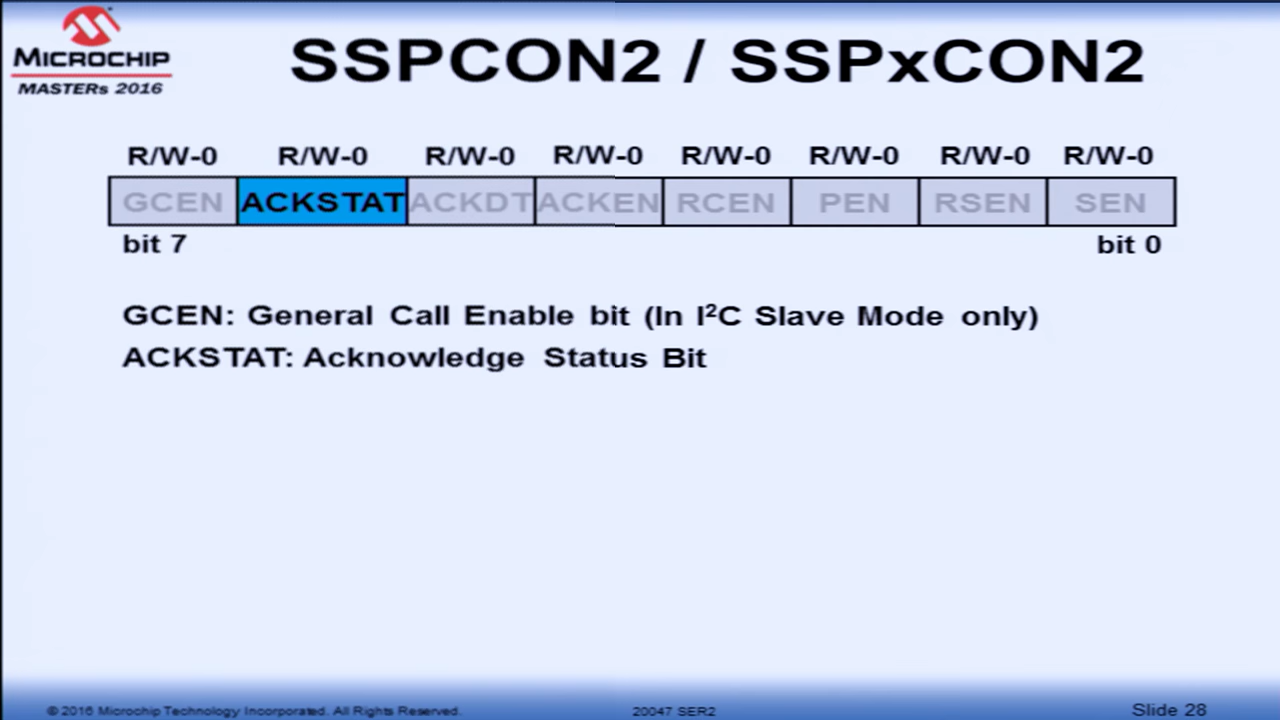 MICROCHIP
MASTERs 2016
SSPCON2 / SSPxCON2
R/W-0 R/W-0 R/W-0 R/W-0 R/W-0 R/W-0 R/W-0 R/W-0
GCEN ACKSTAT ACKDT ACKEN RCEN PEN RSEN SEN
bit 7 bit 0
GCEN: General Call Enable bit (In I²C Slave Mode only)
ACKSTAT: Acknowledge Status Bit
© 2016 Microchip Technology Incorporated. All Rights Reserved. 20047 SER2 Slide 28